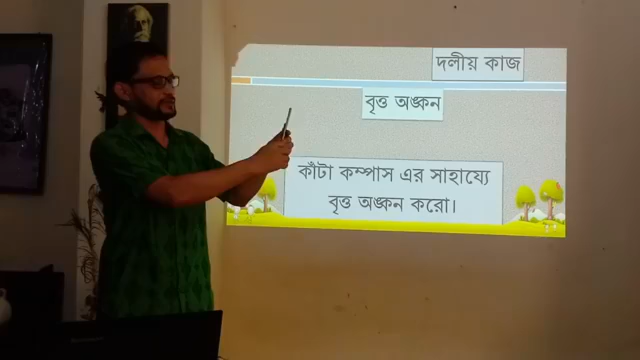 দলীয় কাজ
বৃত্ত অঙ্কন
কাঁটা কম্পাস এর সাহায্যে
বৃত্ত অঙ্কন করো।